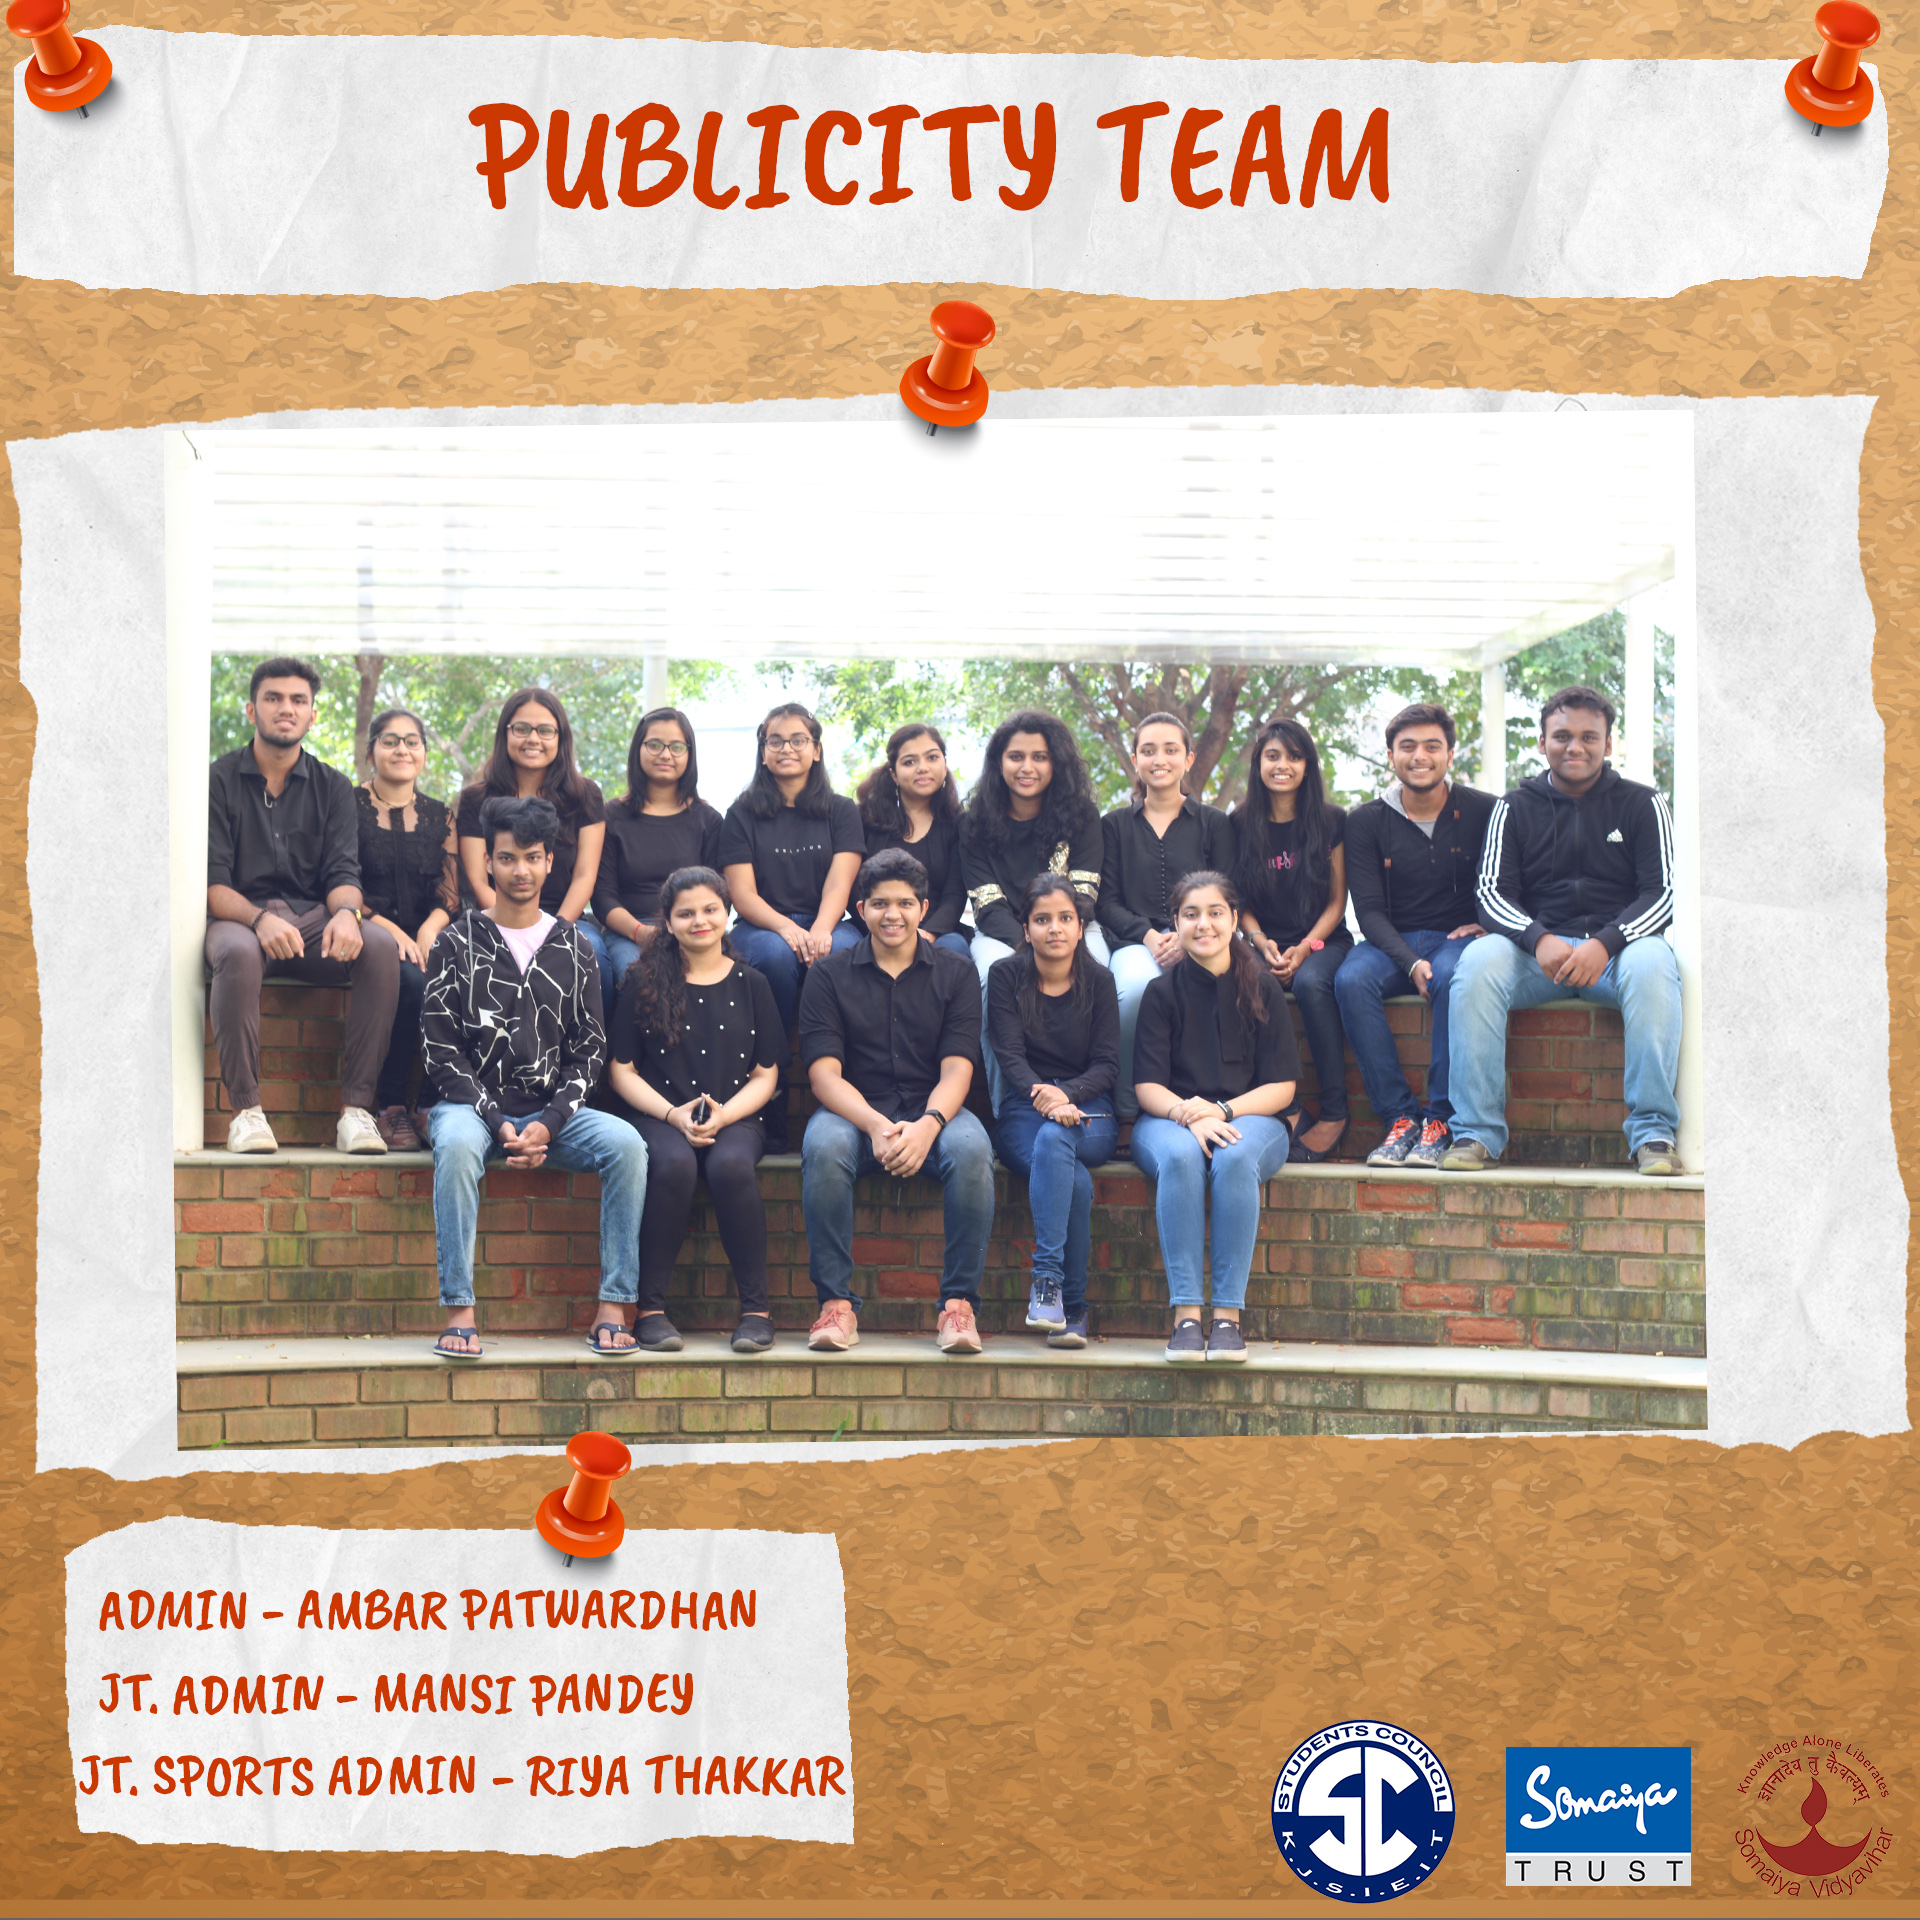 PUBLICITY TEAM
ADMIN - AMBAR PATWARDHAN
JT. ADMIN - MANSI PANDEY
JT. SPORTS ADMIN - RIYA THAKKAR
STUDENTS COUNCIL
SC
K.J.S.I.E.I.T
Somaiya
TRUST
Knowledge Alone Liberates
ज्ञानादेव तु कैवल्यम्
Somaiya Vidyavihar